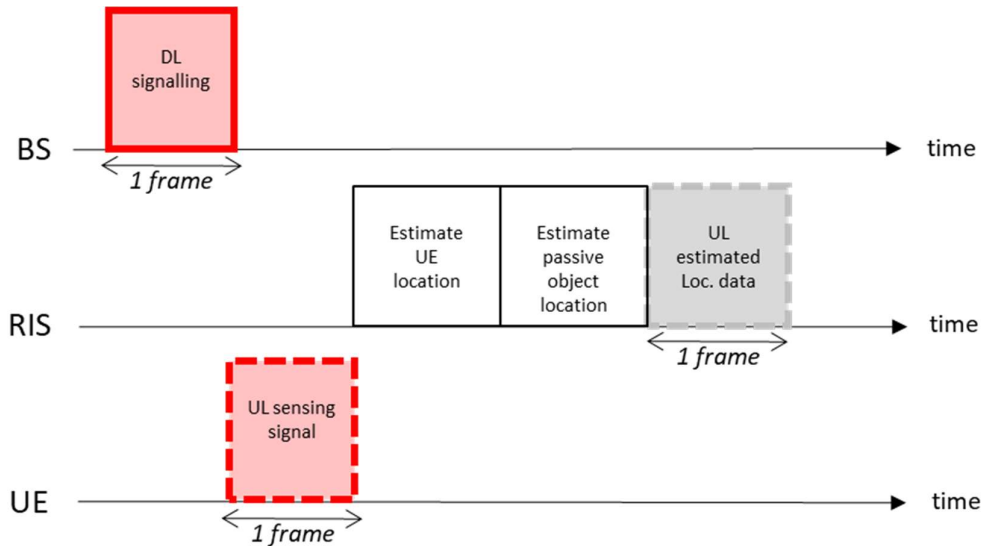 DL
signalling
BS
time
1 frame
Estimate
UE
location
Estimate
passive
object
location
UL
estimated
Loc. data
RIS
time
1 frame
UL sensing
signal
UE
time
1 frame